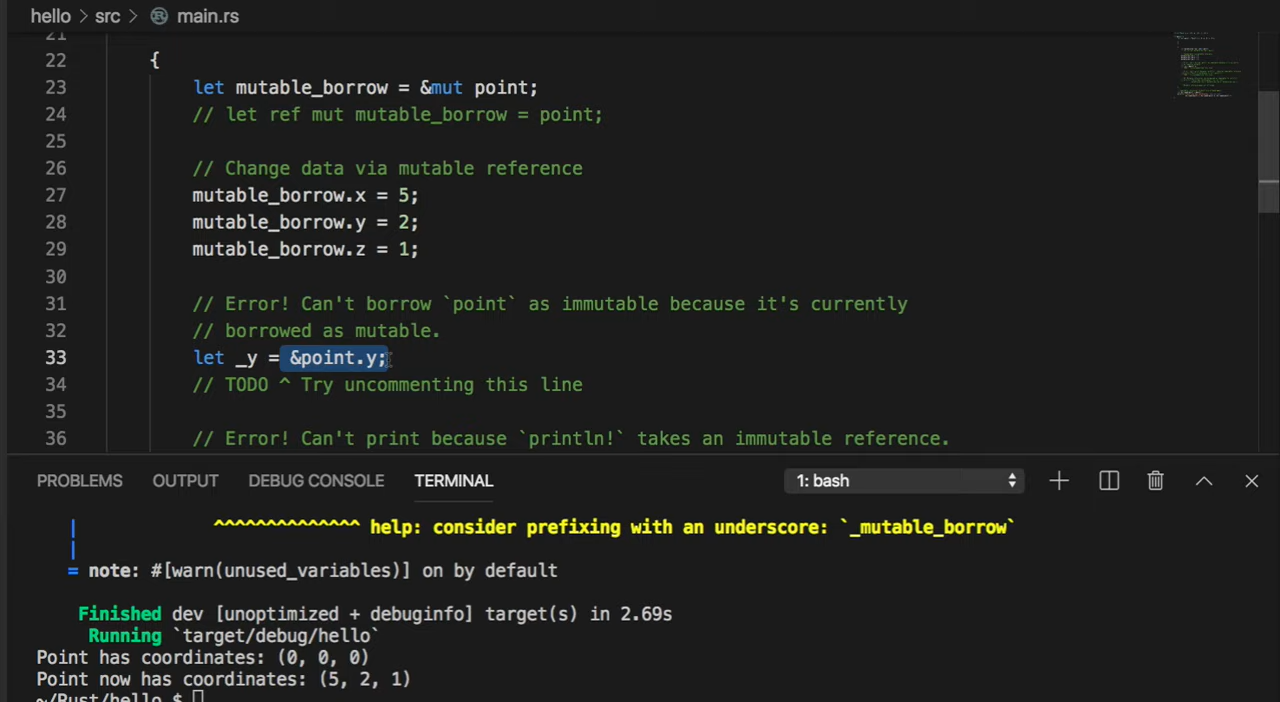 hello > src > main.rs
21
22 {
23 let mutable_borrow = &mut point;
24 // let ref mut mutable_borrow = point;
25
26 // Change data via mutable reference
27 mutable_borrow.x = 5;
28 mutable_borrow.y = 2;
29 mutable_borrow.z = 1;
30
31 // Error! Can't borrow `point` as immutable because it's currently
32 // borrowed as mutable.
33 let _y = &point.y;
34 // TODO ^ Try uncommenting this line
35
36 // Error! Can't print because `println!` takes an immutable reference.
PROBLEMS OUTPUT DEBUG CONSOLE TERMINAL 1: bash
| ^^^^^^^^^^^^^^ help: consider prefixing with an underscore: `_mutable_borrow`
|
= note: #[warn(unused_variables)] on by default
Finished dev [unoptimized + debuginfo] target(s) in 2.69s
Running `target/debug/hello`
Point has coordinates: (0, 0, 0)
Point now has coordinates: (5, 2, 1)
~/Rust/hello $